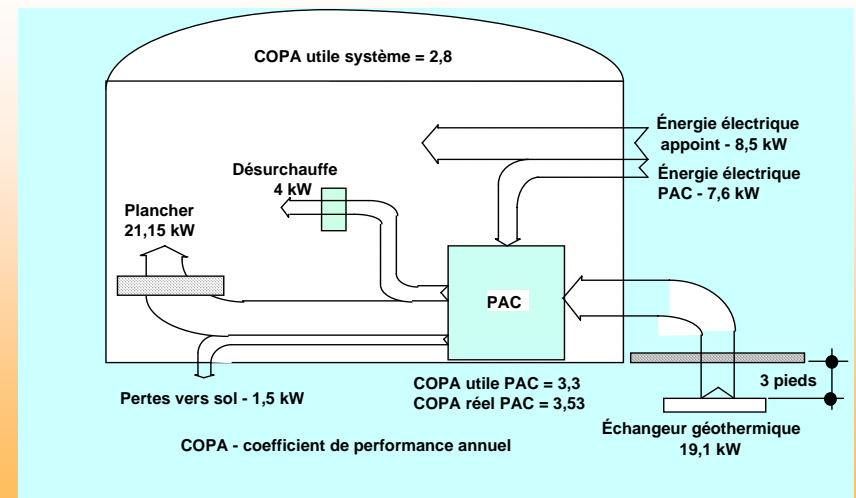 COPA utile système = 2,8
Énergie électrique
appoint - 8,5 kW
Énergie électrique
PAC - 7,6 kW
Désurchauffe
4 kW
Plancher
21,15 kW
PAC
3 pieds
COPA utile PAC = 3,3
COPA réel PAC = 3,53
Pertes vers sol - 1,5 kW
Échangeur géothermique
19,1 kW
COPA - coefficient de performance annuel